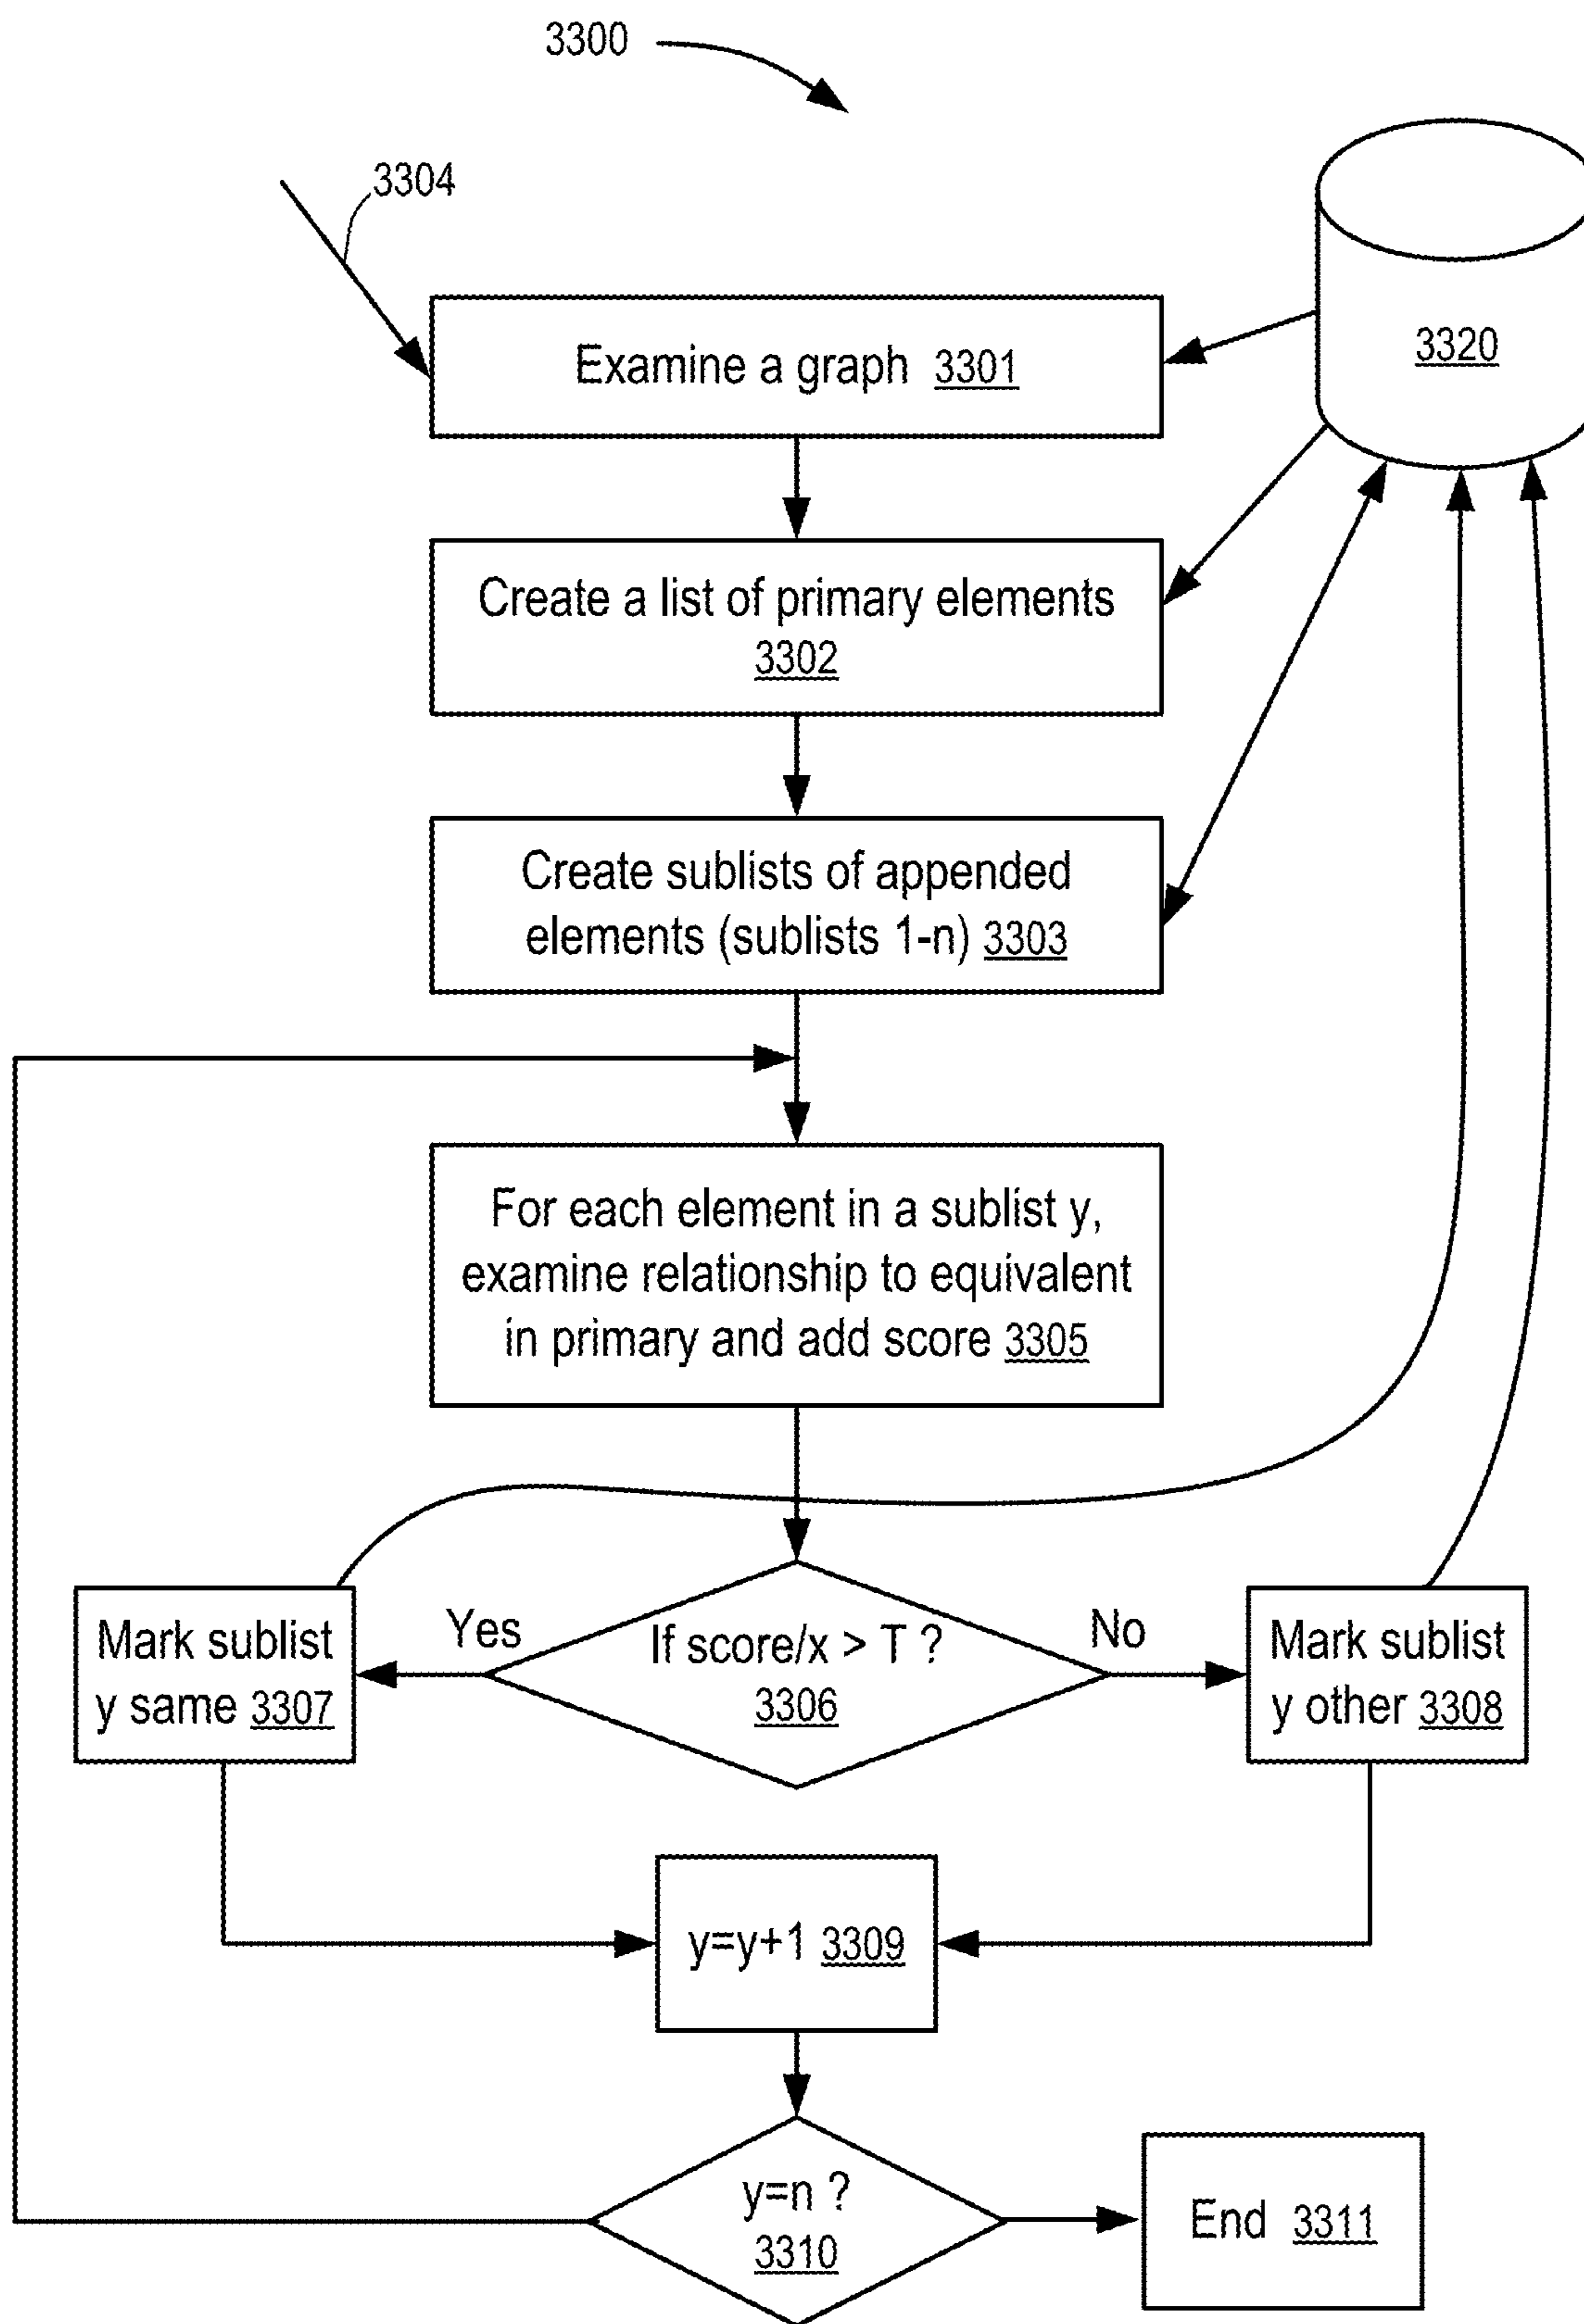 3300
3304
3320
Examine a graph 3301
Create a list of primary elements
3302
Create sublists of appended
elements (sublists 1-n) 3303
For each element in a sublist y,
examine relationship to equivalent
in primary and add score 3305
Mark sublist
y same 3307
Yes
If score/x > T ?
3306
No
Mark sublist
y other 3308
y=y+1 3309
y=n ?
3310
End 3311